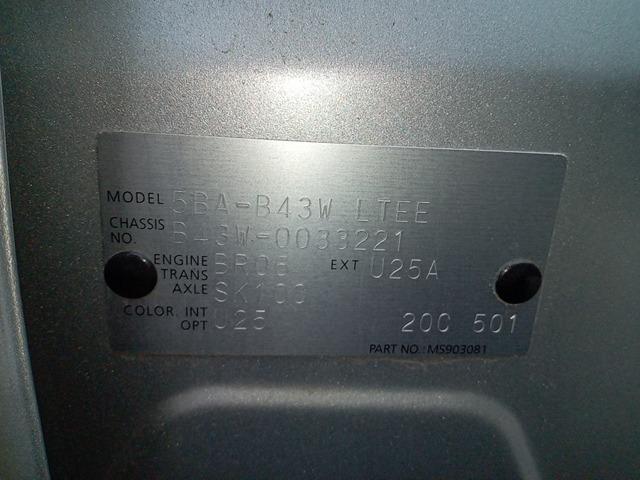 MODEL 5BA-B43W LTEE
CHASSIS NO. B43W-0033221
ENGINE BR06 EXT U25A
TRANS AXLE SK100
COLOR. INT OPT U25 20C 501
PART NO.: MS903081